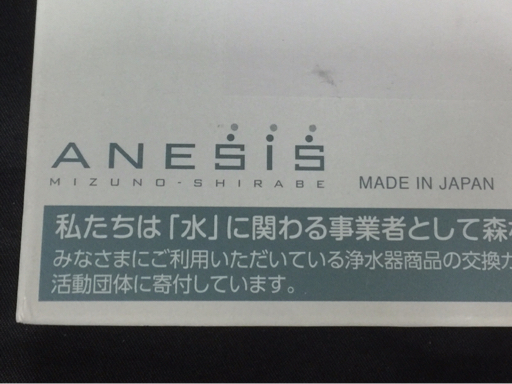 ANESIS
MIZUNO-SHIRABE
MADE IN JAPAN
私たちは「水」に関わる事業者として森
みなさまにご利用いただいている浄水器商品の交換カ
活動団体に寄付しています。